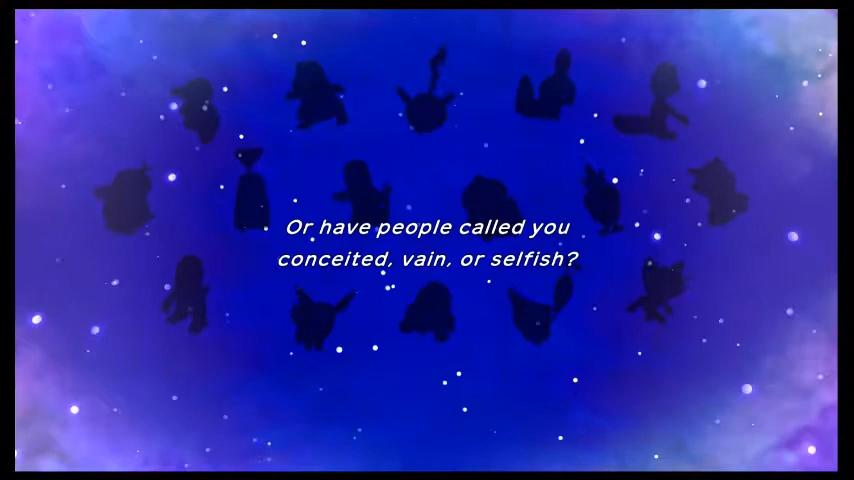 Or have people called you
conceited, vain, or selfish?